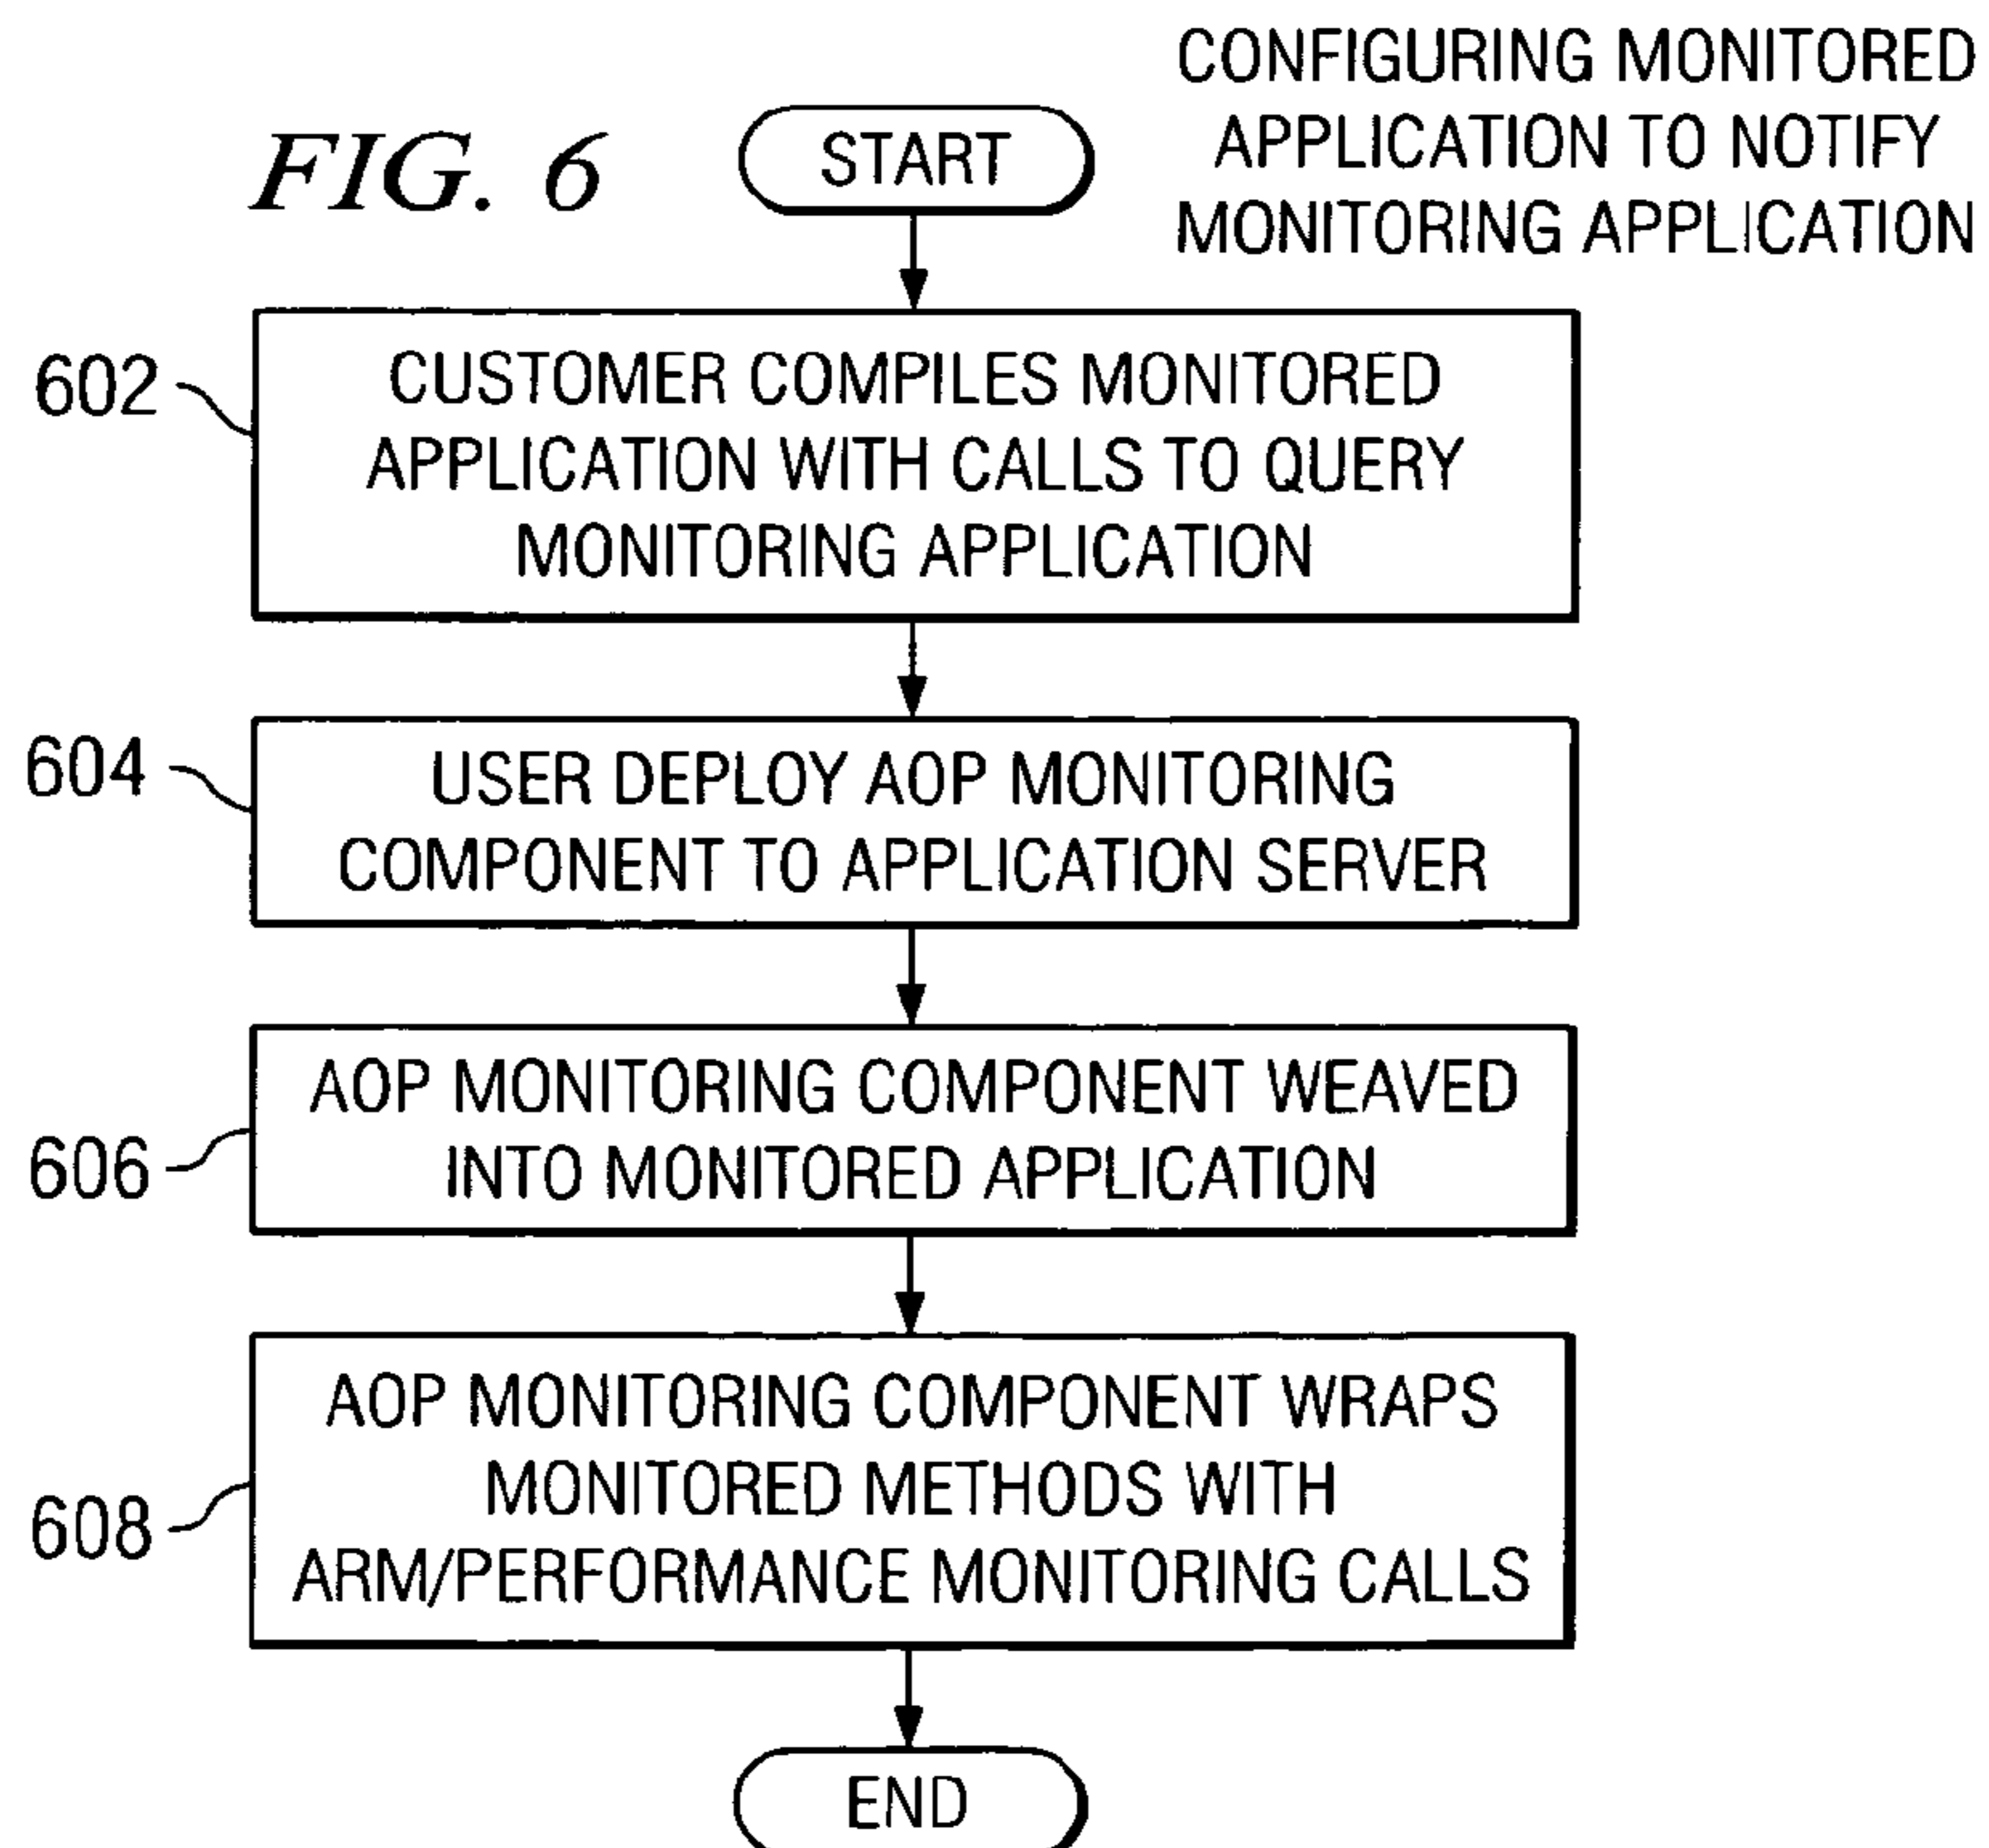 FIG. 6
START
CONFIGURING MONITORED
APPLICATION TO NOTIFY
MONITORING APPLICATION
602
CUSTOMER COMPILES MONITORED
APPLICATION WITH CALLS TO QUERY
MONITORING APPLICATION
604
USER DEPLOY AOP MONITORING
COMPONENT TO APPLICATION SERVER
606
AOP MONITORING COMPONENT WEAVED
INTO MONITORED APPLICATION
608
AOP MONITORING COMPONENT WRAPS
MONITORED METHODS WITH
ARM/PERFORMANCE MONITORING CALLS
END